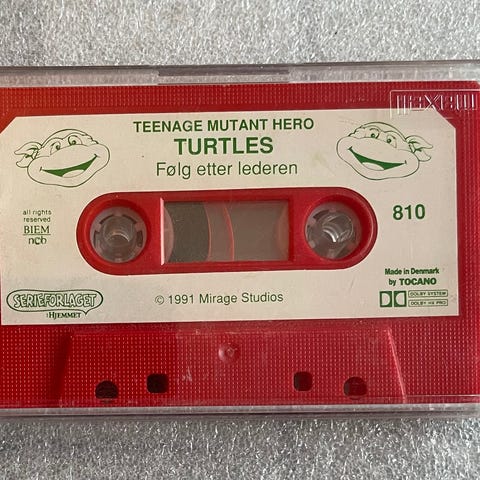 TEENAGE MUTANT HERO
TURTLES
Følg etter lederen
all rights
reserved
BIEM
ncb
810
SERIEFORLAGET
:HJEMMET
© 1991 Mirage Studios
Made in Denmark
by TOCANO
DOLBY SYSTEM
DOLBY HX PRO